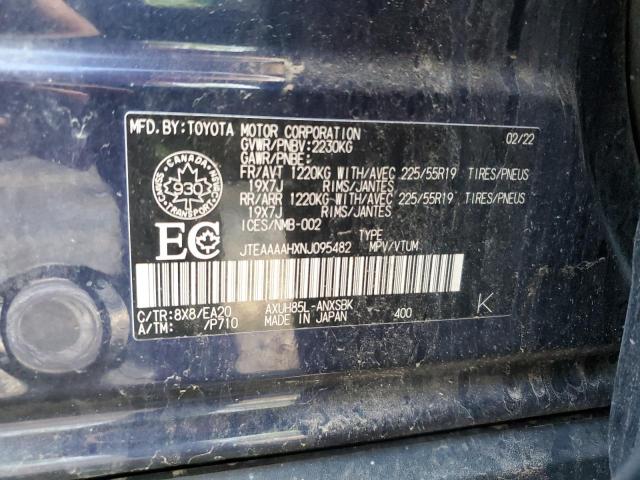 MFD. BY: TOYOTA MOTOR CORPORATION 02/22
GVWR/PNBV: 2230KG
GAWR/PNBE:
FR/AVT 1220KG WITH/AVEC 225/55R19 TIRES/PNEUS
19X7J RIMS/JANTES
RR/ARR 1220KG WITH/AVEC 225/55R19 TIRES/PNEUS
19X7J RIMS/JANTES
ICES/NMB-002
TYPE
JTEAAAAHXNJ095482 MPV/VTUM
CANADA
930
TRANSPORT
EC
C/TR: 8X8/EA20 AXUH85L-ANXSBK
A/TM: /P710 MADE IN JAPAN 400 K